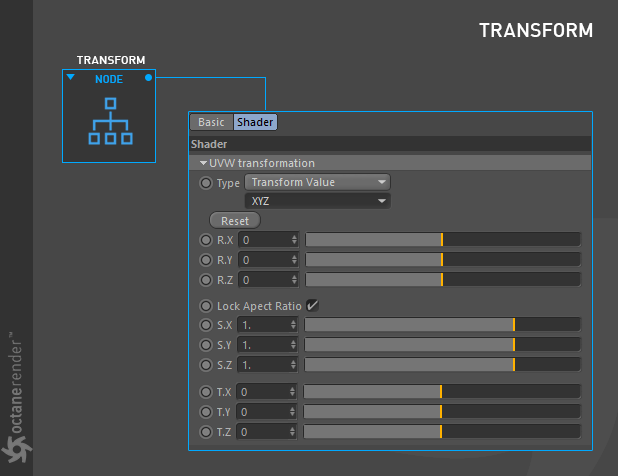 TRANSFORM
TRANSFORM
NODE
Basic Shader
Shader
UVW transformation
Type Transform Value
XYZ
Reset
R.X 0
R.Y 0
R.Z 0
Lock Apect Ratio
S.X 1.
S.Y 1.
S.Z 1.
T.X 0
T.Y 0
T.Z 0
octanerender™